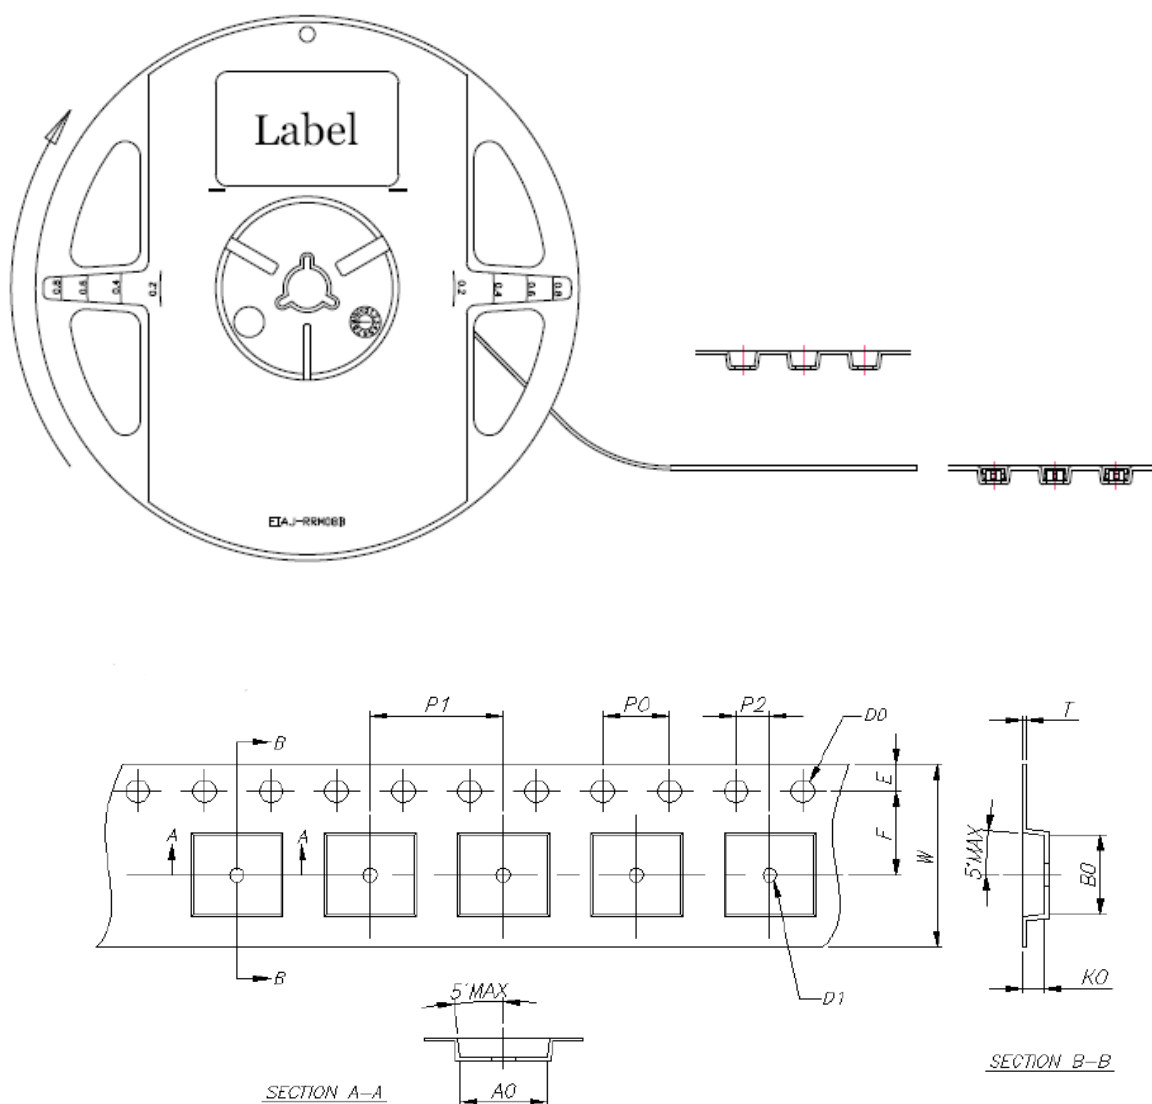 Label
0.8
0.6
0.4
0.2
0.2
0.4
0.6
0.8
EIAJ-RRM08B
P1
P0
P2
D0
T
B
E
A
A
F
W
5°MAX
B0
B
D1
K0
5°MAX
SECTION B-B
SECTION A-A
A0